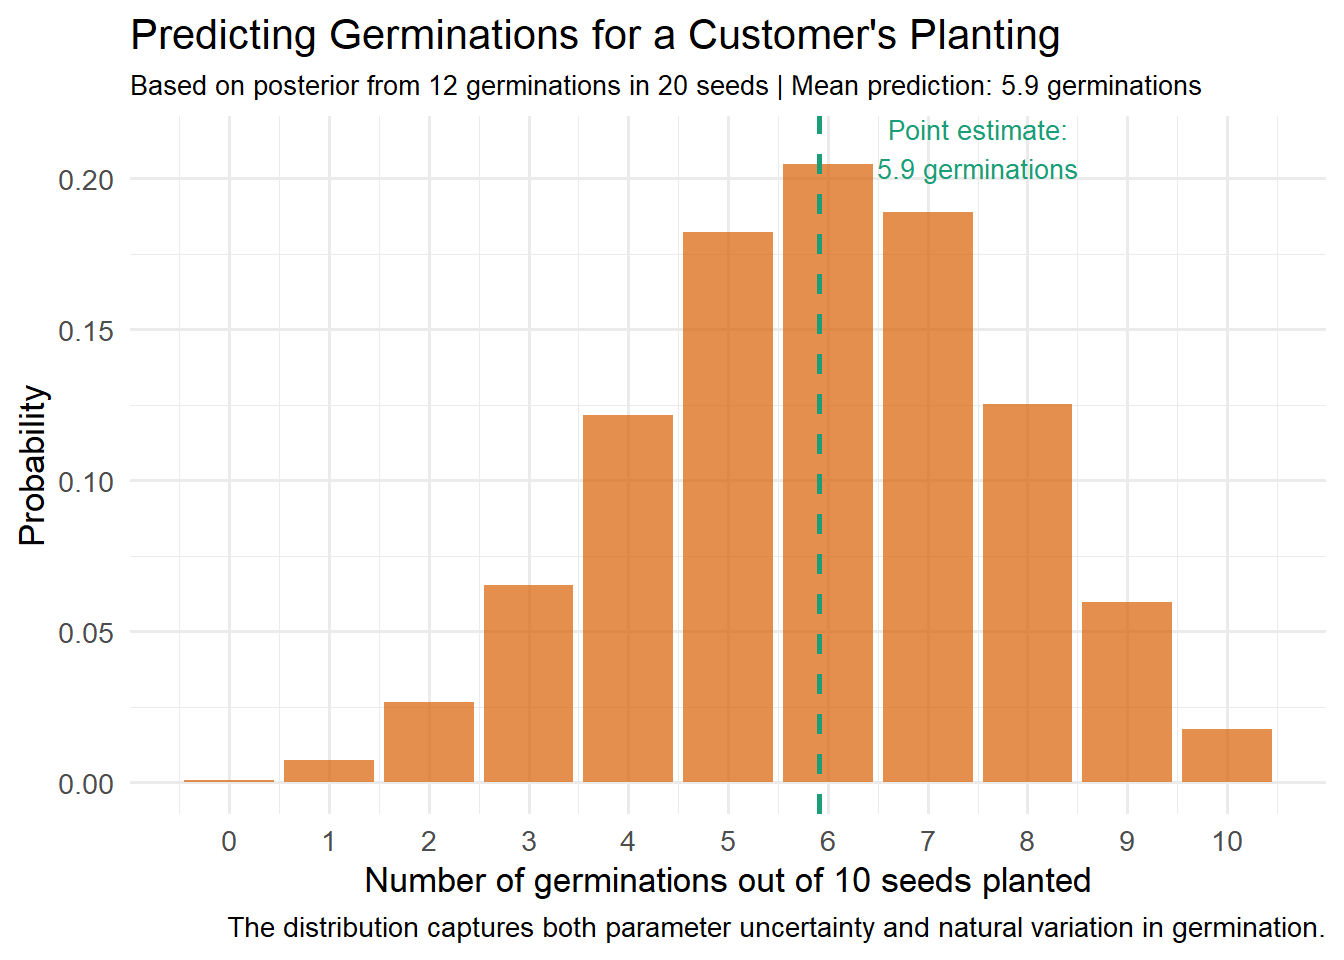 Predicting Germinations for a Customer's Planting
Based on posterior from 12 germinations in 20 seeds | Mean prediction: 5.9 germinations
Point estimate:
5.9 germinations
0.20
0.15
0.10
0.05
0.00
Probability
0 1 2 3 4 5 6 7 8 9 10
Number of germinations out of 10 seeds planted
The distribution captures both parameter uncertainty and natural variation in germination.